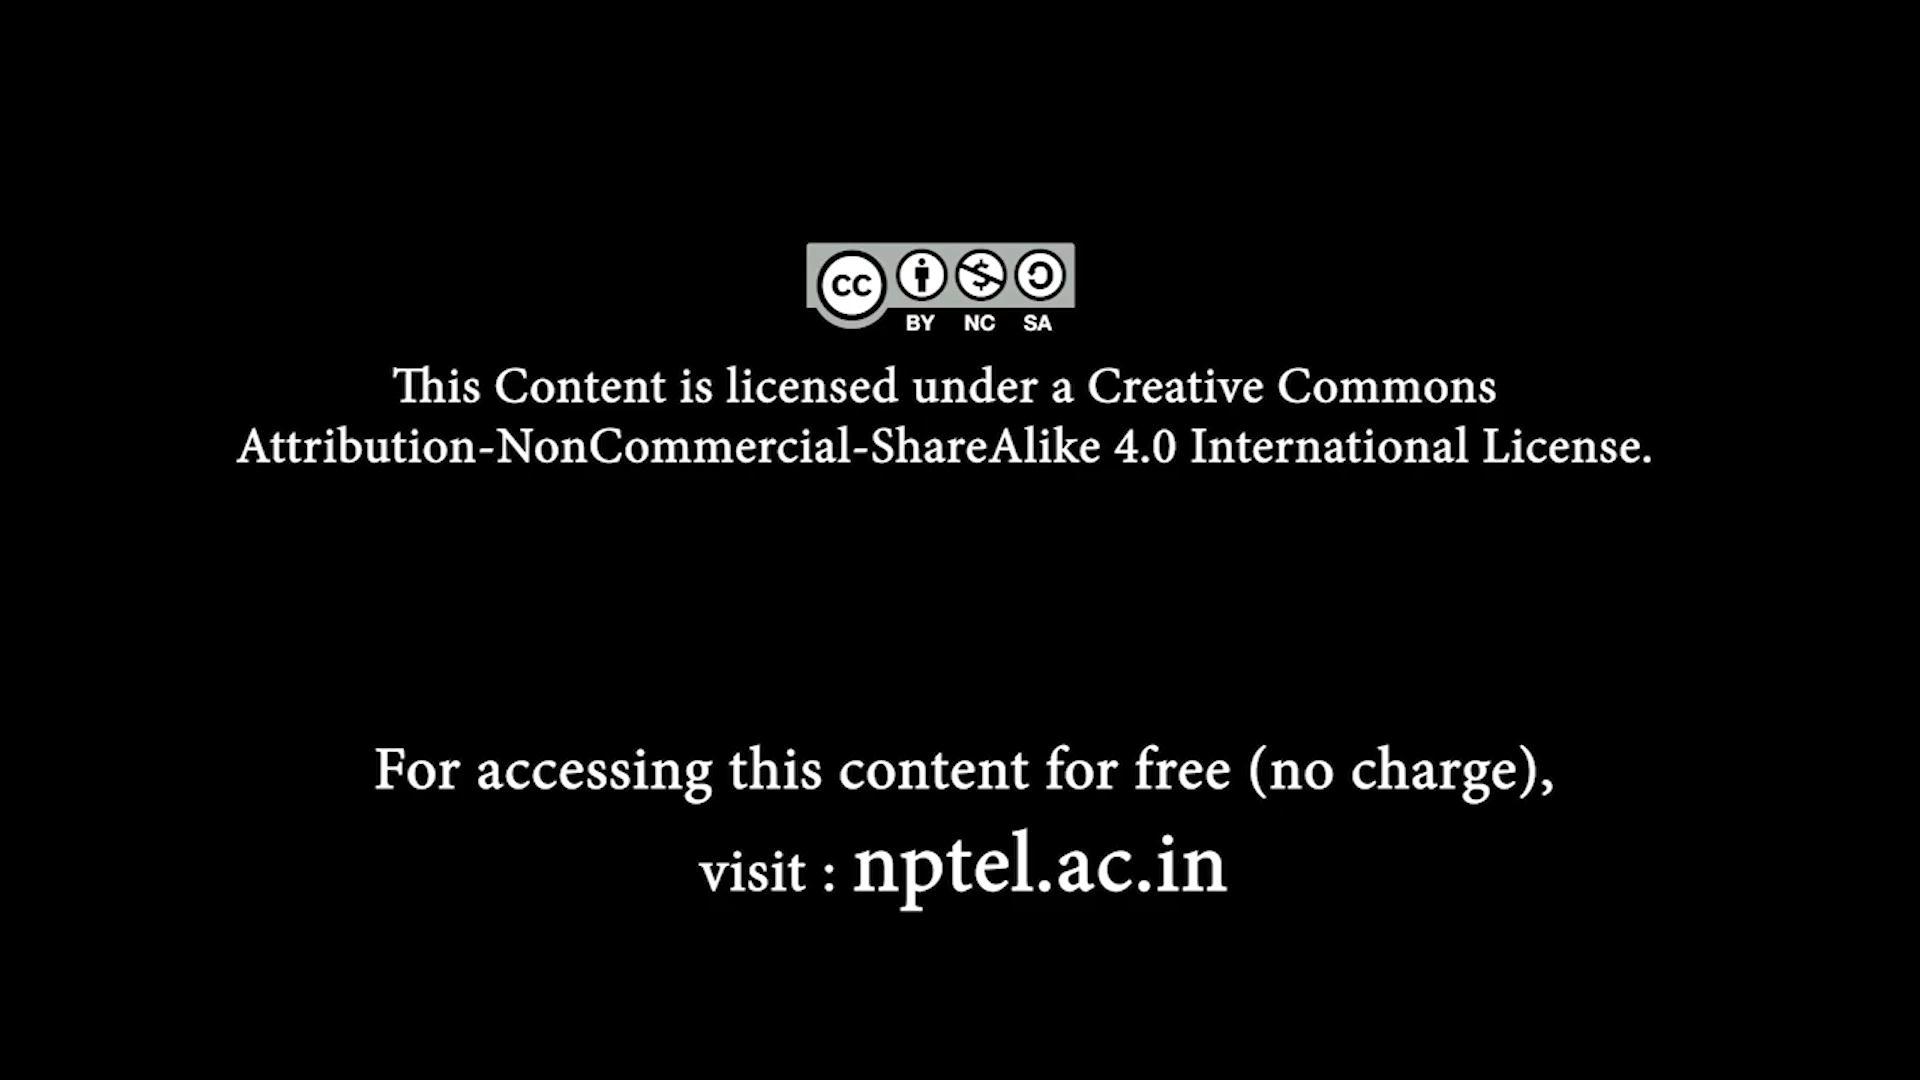 CC BY NC SA
This Content is licensed under a Creative Commons
Attribution-NonCommercial-ShareAlike 4.0 International License.
For accessing this content for free (no charge),
visit : nptel.ac.in